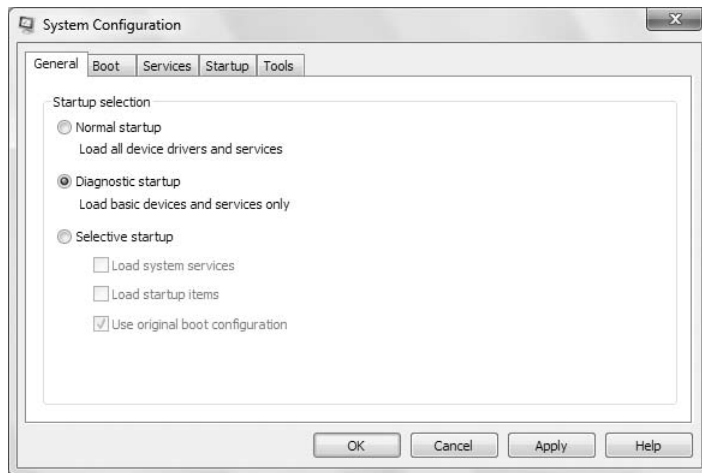 System Configuration
General Boot Services Startup Tools
Startup selection
Normal startup
Load all device drivers and services
Diagnostic startup
Load basic devices and services only
Selective startup
Load system services
Load startup items
Use original boot configuration
OK Cancel Apply Help